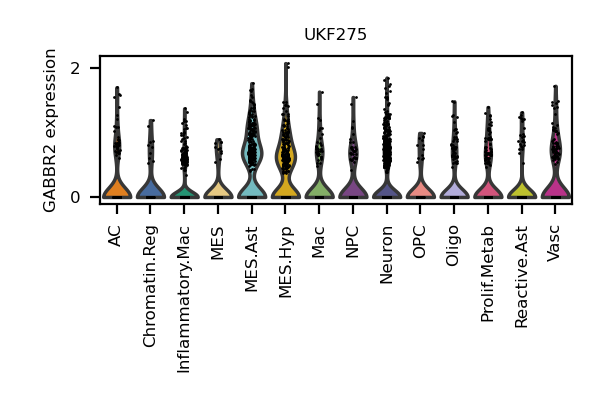 UKF275
GABBR2 expression
2
0
AC
Chromatin.Reg
Inflammatory.Mac
MES
MES.Ast
MES.Hyp
Mac
NPC
Neuron
OPC
Oligo
Prolif.Metab
Reactive.Ast
Vasc